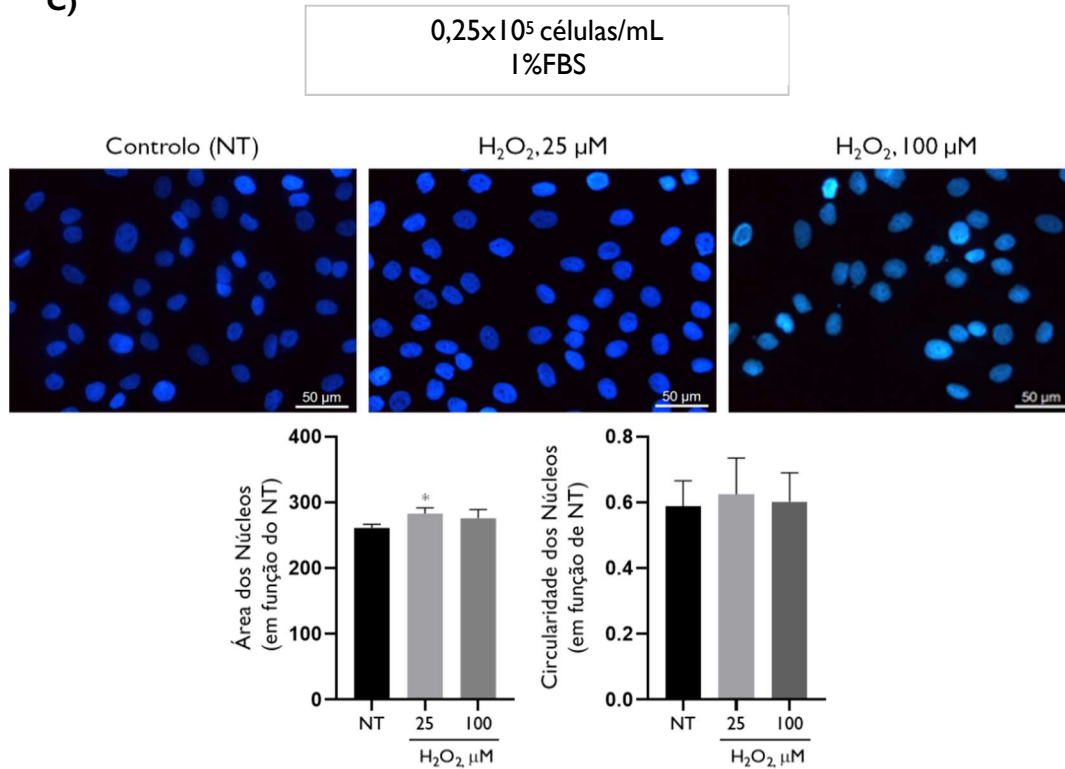 C)
0,25x10⁵ células/mL
1%FBS
Controlo (NT)
H₂O₂, 25 µM
H₂O₂, 100 µM
50 µm
50 µm
50 µm
Área dos Núcleos
(em função do NT)
400
300
200
100
0
*
NT
25
100
H₂O₂, µM
Circularidade dos Núcleos
(em função de NT)
0.8
0.6
0.4
0.2
0.0
NT
25
100
H₂O₂, µM